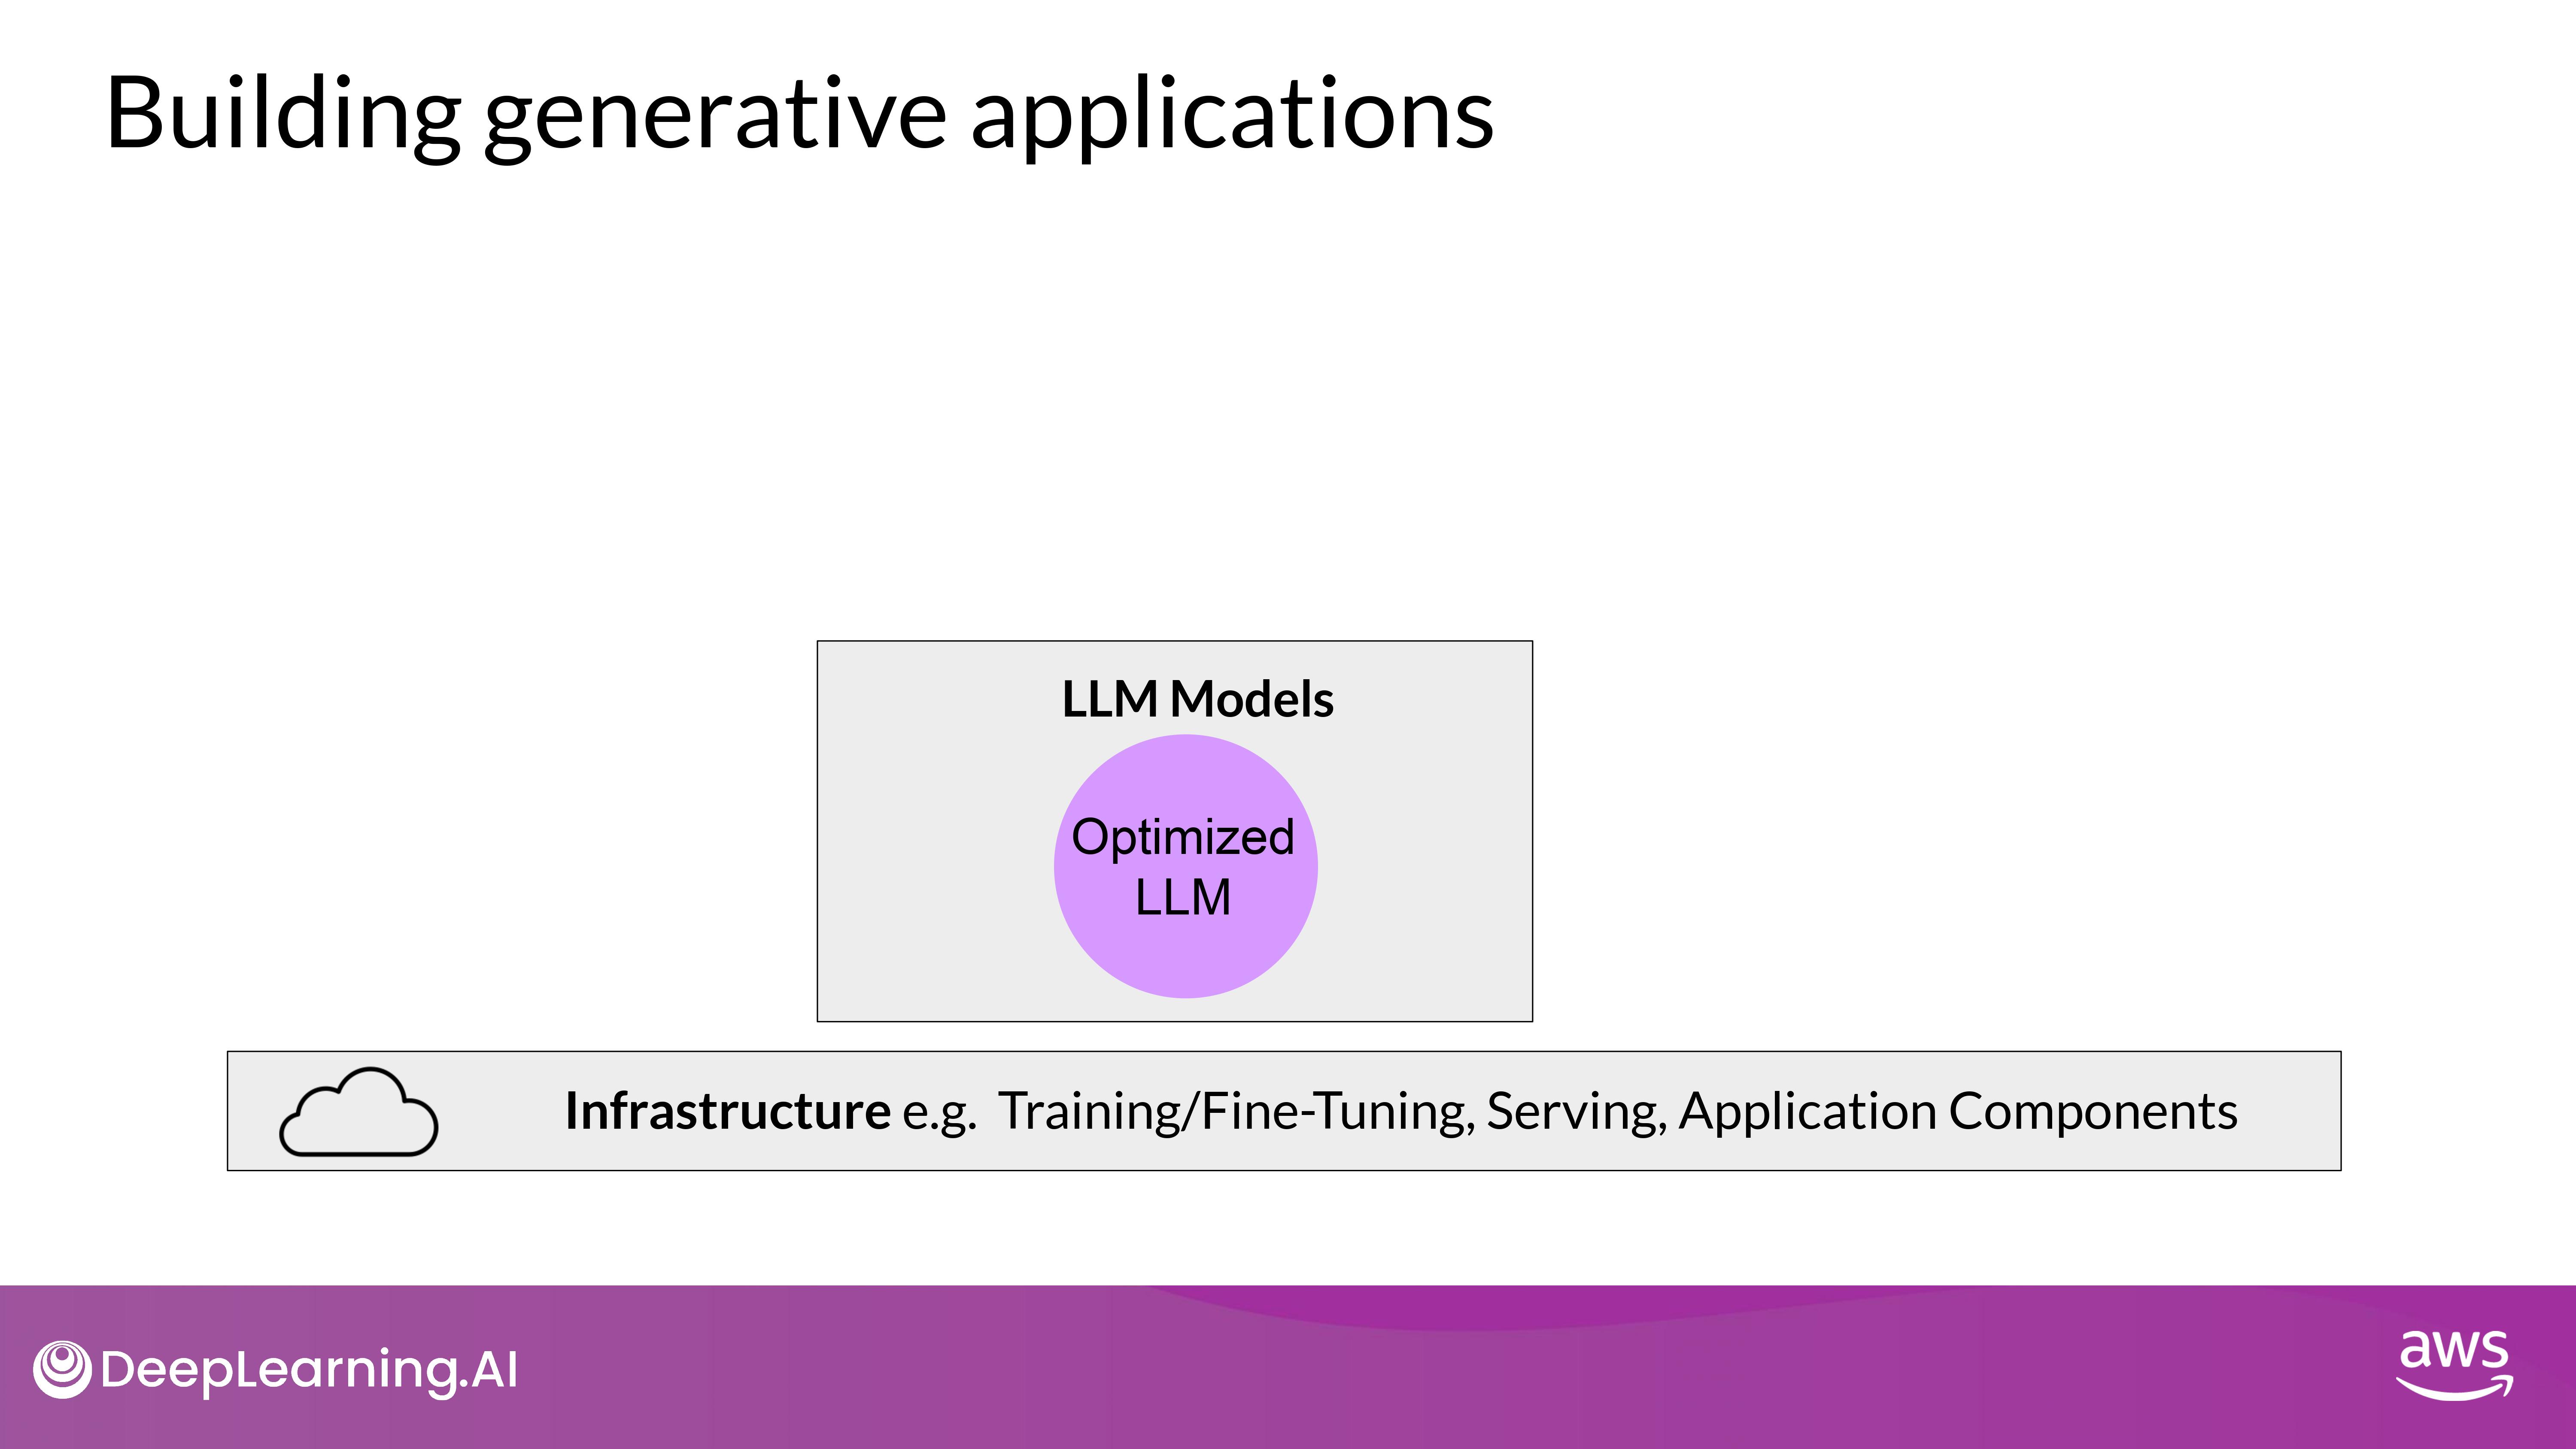 Building generative applications
LLM Models
Optimized
LLM
Infrastructure e.g. Training/Fine-Tuning, Serving, Application Components
DeepLearning.AI
aws